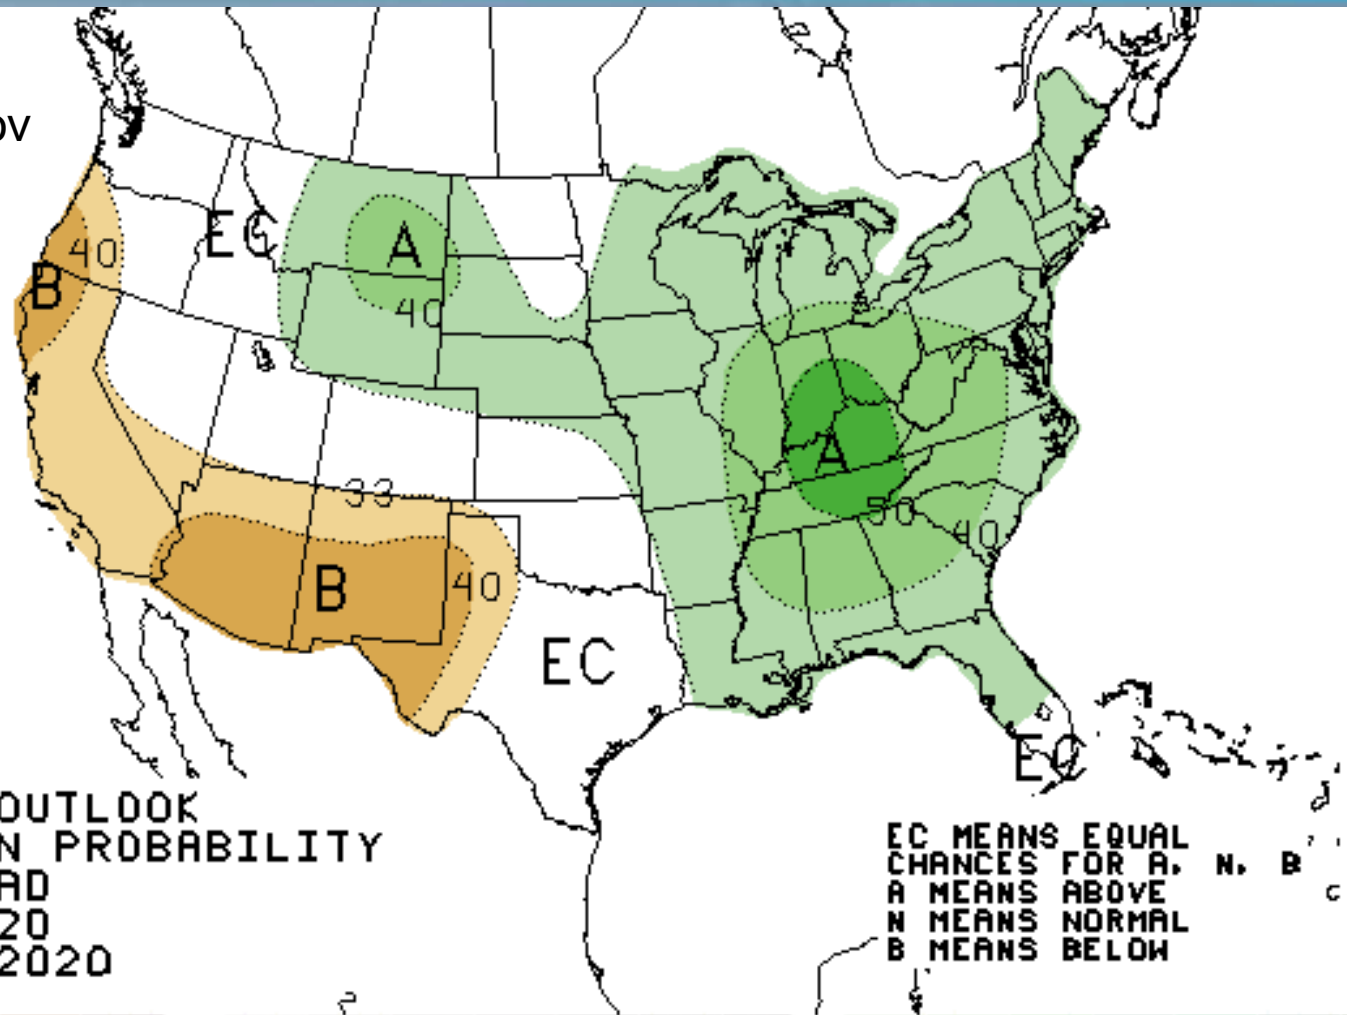 ov
EC
A
40
40
B
A
33
50
40
B
40
EC
EC
OUTLOOK
N PROBABILITY
AD
20
2020
EC MEANS EQUAL
CHANCES FOR A, N, B
A MEANS ABOVE
N MEANS NORMAL
B MEANS BELOW
C